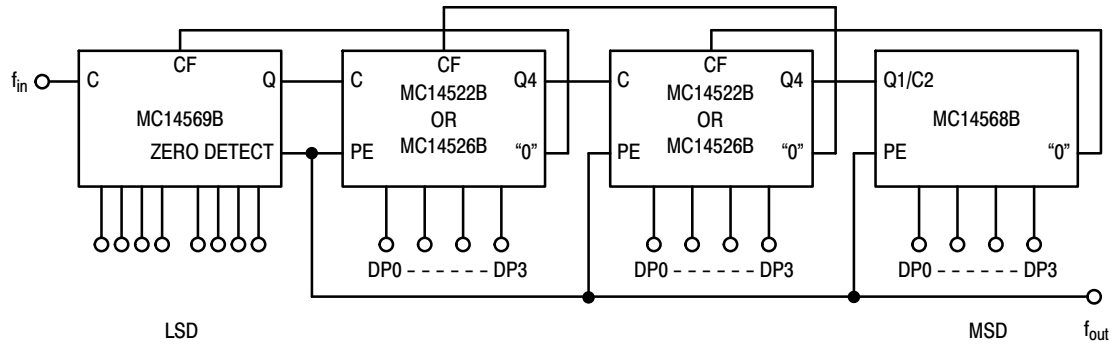 CF
CF
CF
f_in
C
Q
C
Q4
C
Q4
Q1/C2
MC14522B
MC14522B
MC14569B
OR
OR
MC14568B
MC14526B
MC14526B
ZERO DETECT
PE
“0”
PE
“0”
PE
“0”
DP0 - - - - - - DP3
DP0 - - - - - - DP3
DP0 - - - - - - DP3
LSD
MSD
f_out